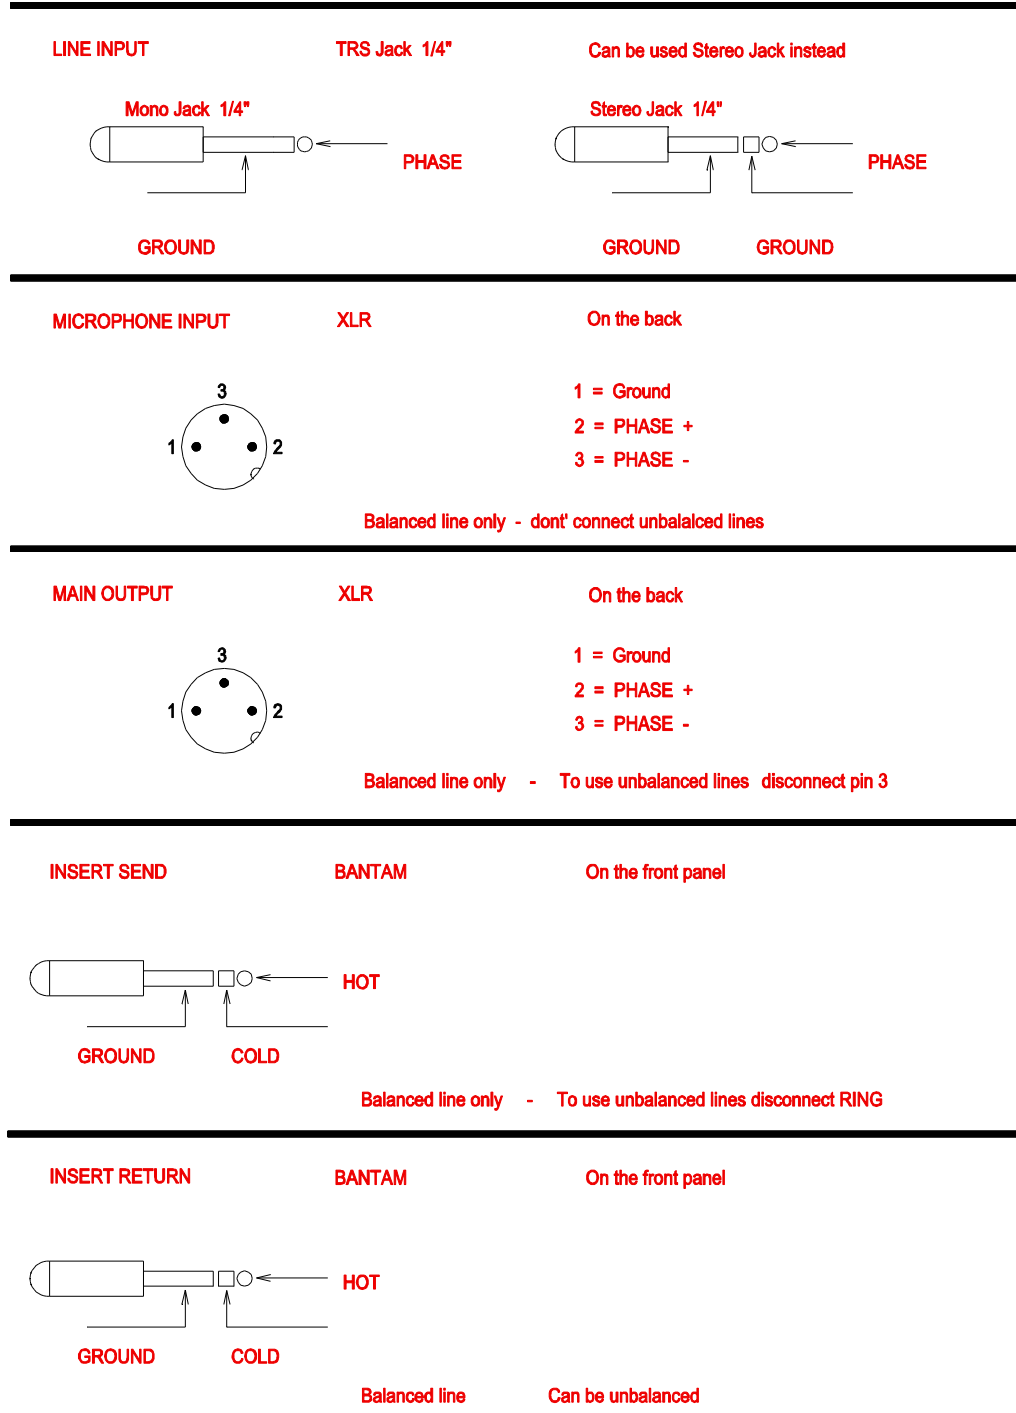 LINE INPUT TRS Jack 1/4" Can be used Stereo Jack instead
Mono Jack 1/4" Stereo Jack 1/4"
PHASE PHASE
GROUND GROUND GROUND
MICROPHONE INPUT XLR On the back
3
1 2
1 = Ground
2 = PHASE +
3 = PHASE -
Balanced line only - dont' connect unbalalced lines
MAIN OUTPUT XLR On the back
3
1 2
1 = Ground
2 = PHASE +
3 = PHASE -
Balanced line only - To use unbalanced lines disconnect pin 3
INSERT SEND BANTAM On the front panel
HOT
GROUND COLD
Balanced line only - To use unbalanced lines disconnect RING
INSERT RETURN BANTAM On the front panel
HOT
GROUND COLD
Balanced line Can be unbalanced